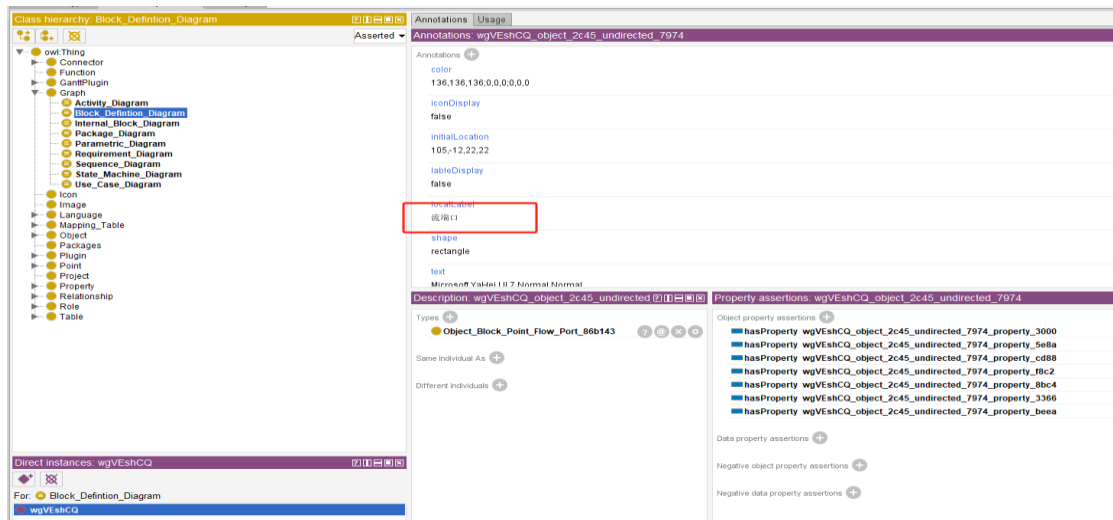 Class hierarchy: Block_Defintion_Diagram
Asserted
owl:Thing
Connector
Function
GanttPlugin
Graph
Activity_Diagram
Block_Defintion_Diagram
Internal_Block_Diagram
Package_Diagram
Parametric_Diagram
Requirement_Diagram
Sequence_Diagram
State_Machine_Diagram
Use_Case_Diagram
Icon
Image
Language
Mapping_Table
Object
Packages
Plugin
Point
Project
Property
Relationship
Role
Table
Direct instances: wgVEshCQ
For: Block_Defintion_Diagram
wgVEshCQ
Annotations Usage
Annotations: wgVEshCQ_object_2c45_undirected_7974
Annotations
color
136,136,136;0,0,0;0,0,0
iconDisplay
false
initialLocation
105,-12,22,22
lableDisplay
false
localLabel
流端口
shape
rectangle
text
Microsoft YaHei UI 7 Normal Normal
Description: wgVEshCQ_object_2c45_undirected
Types
Object_Block_Point_Flow_Port_86b143
Same Individual As
Different Individuals
Property assertions: wgVEshCQ_object_2c45_undirected_7974
Object property assertions
hasProperty wgVEshCQ_object_2c45_undirected_7974_property_3000
hasProperty wgVEshCQ_object_2c45_undirected_7974_property_5e8a
hasProperty wgVEshCQ_object_2c45_undirected_7974_property_cd88
hasProperty wgVEshCQ_object_2c45_undirected_7974_property_f8c2
hasProperty wgVEshCQ_object_2c45_undirected_7974_property_8bc4
hasProperty wgVEshCQ_object_2c45_undirected_7974_property_3366
hasProperty wgVEshCQ_object_2c45_undirected_7974_property_beea
Data property assertions
Negative object property assertions
Negative data property assertions